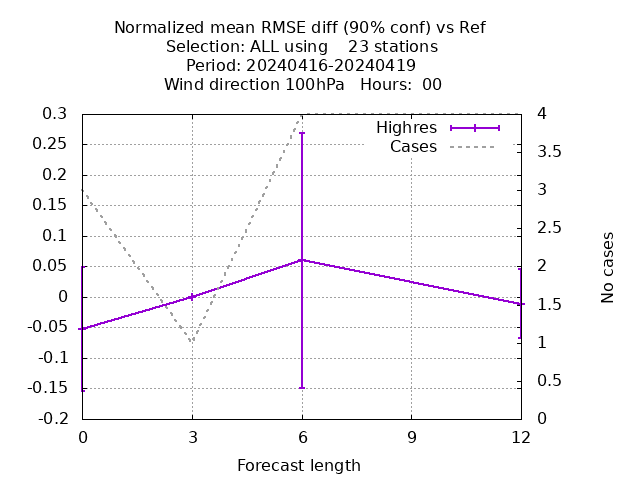 Normalized mean RMSE diff (90% conf) vs Ref
Selection: ALL using    23 stations
Period: 20240416-20240419
Wind direction 100hPa   Hours:  00
0.3
0.25
0.2
0.15
0.1
0.05
0
-0.05
-0.1
-0.15
-0.2
Highres
Cases
4
3.5
3
2.5
2
1.5
1
0.5
0
No cases
0 3 6 9 12
Forecast length